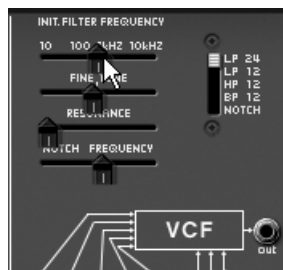 INIT. FILTER FREQUENCY
10 100 1kHZ 10kHZ
FINE TUNE
RESONANCE
NOTCH FREQUENCY
LP 24
LP 12
HP 12
BP 12
NOTCH
VCF
out